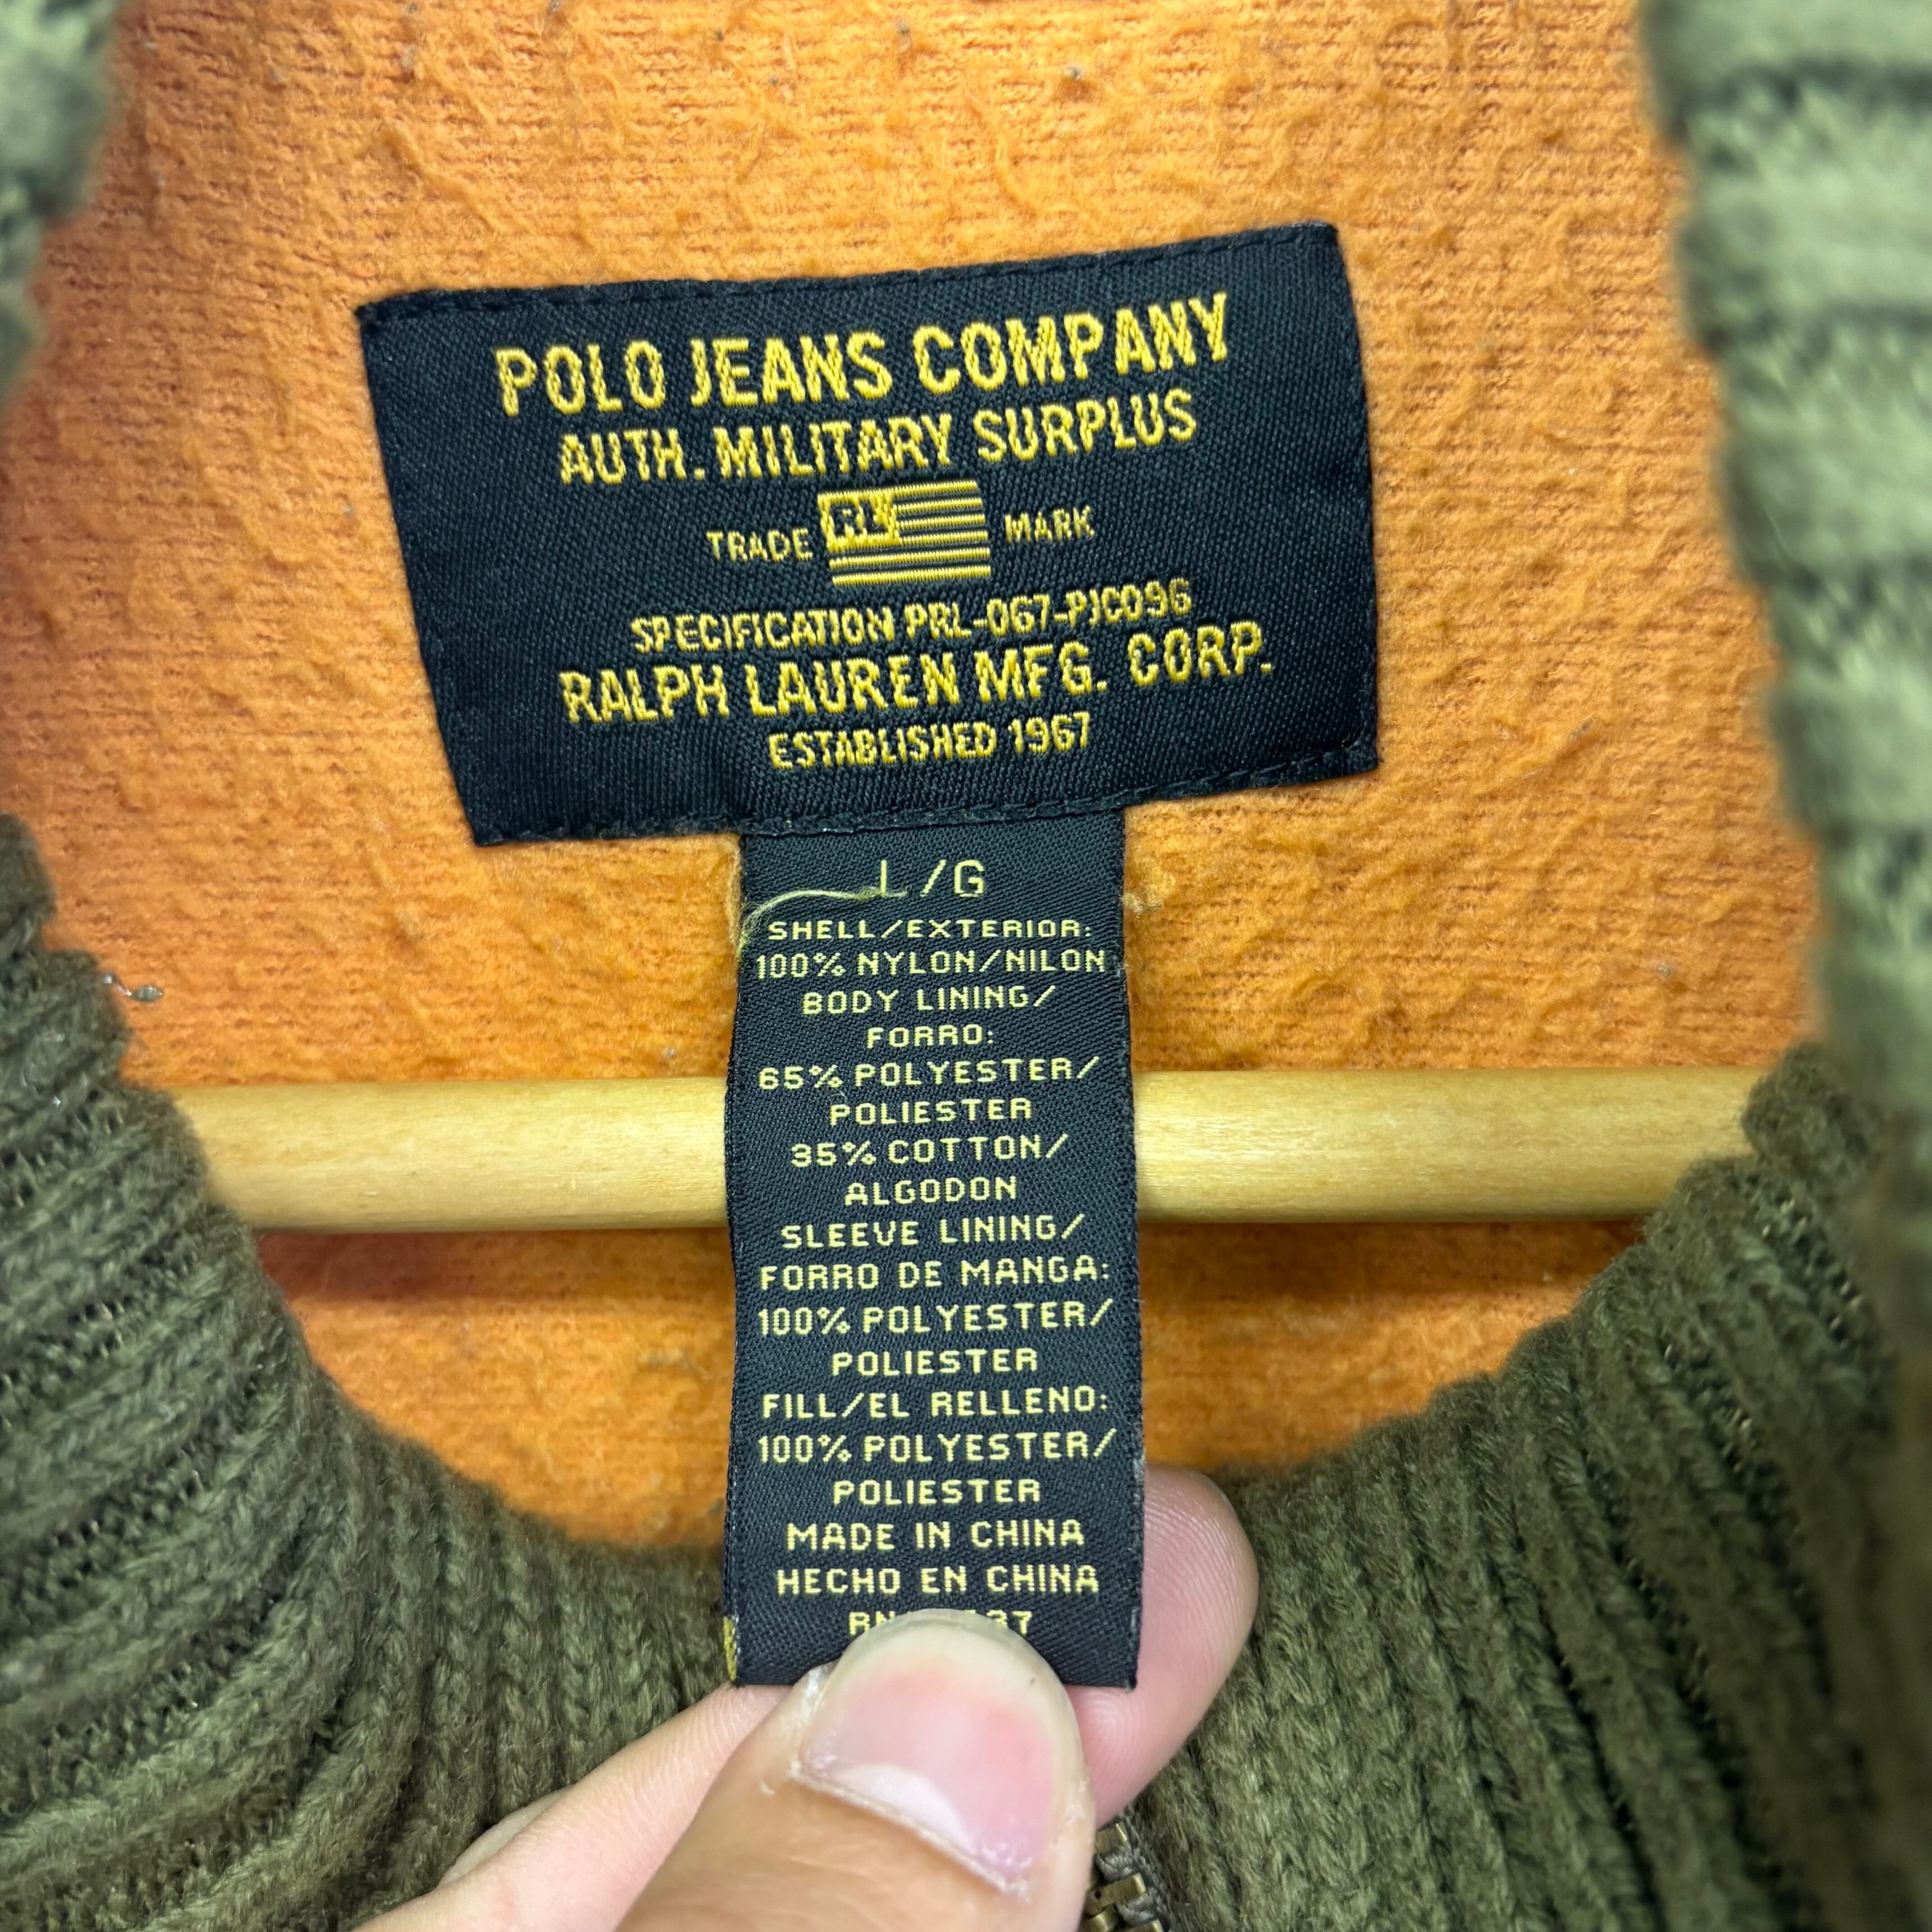 POLO JEANS COMPANY
AUTH. MILITARY SURPLUS
TRADE RL MARK
SPECIFICATION PRL-067-PJC096
RALPH LAUREN MFG. CORP.
ESTABLISHED 1967
L/G
SHELL/EXTERIOR:
100% NYLON/NILON
BODY LINING/
FORRO:
65% POLYESTER/
POLIESTER
35% COTTON/
ALGODON
SLEEVE LINING/
FORRO DE MANGA:
100% POLYESTER/
POLIESTER
FILL/EL RELLENO:
100% POLYESTER/
POLIESTER
MADE IN CHINA
HECHO EN CHINA
RN